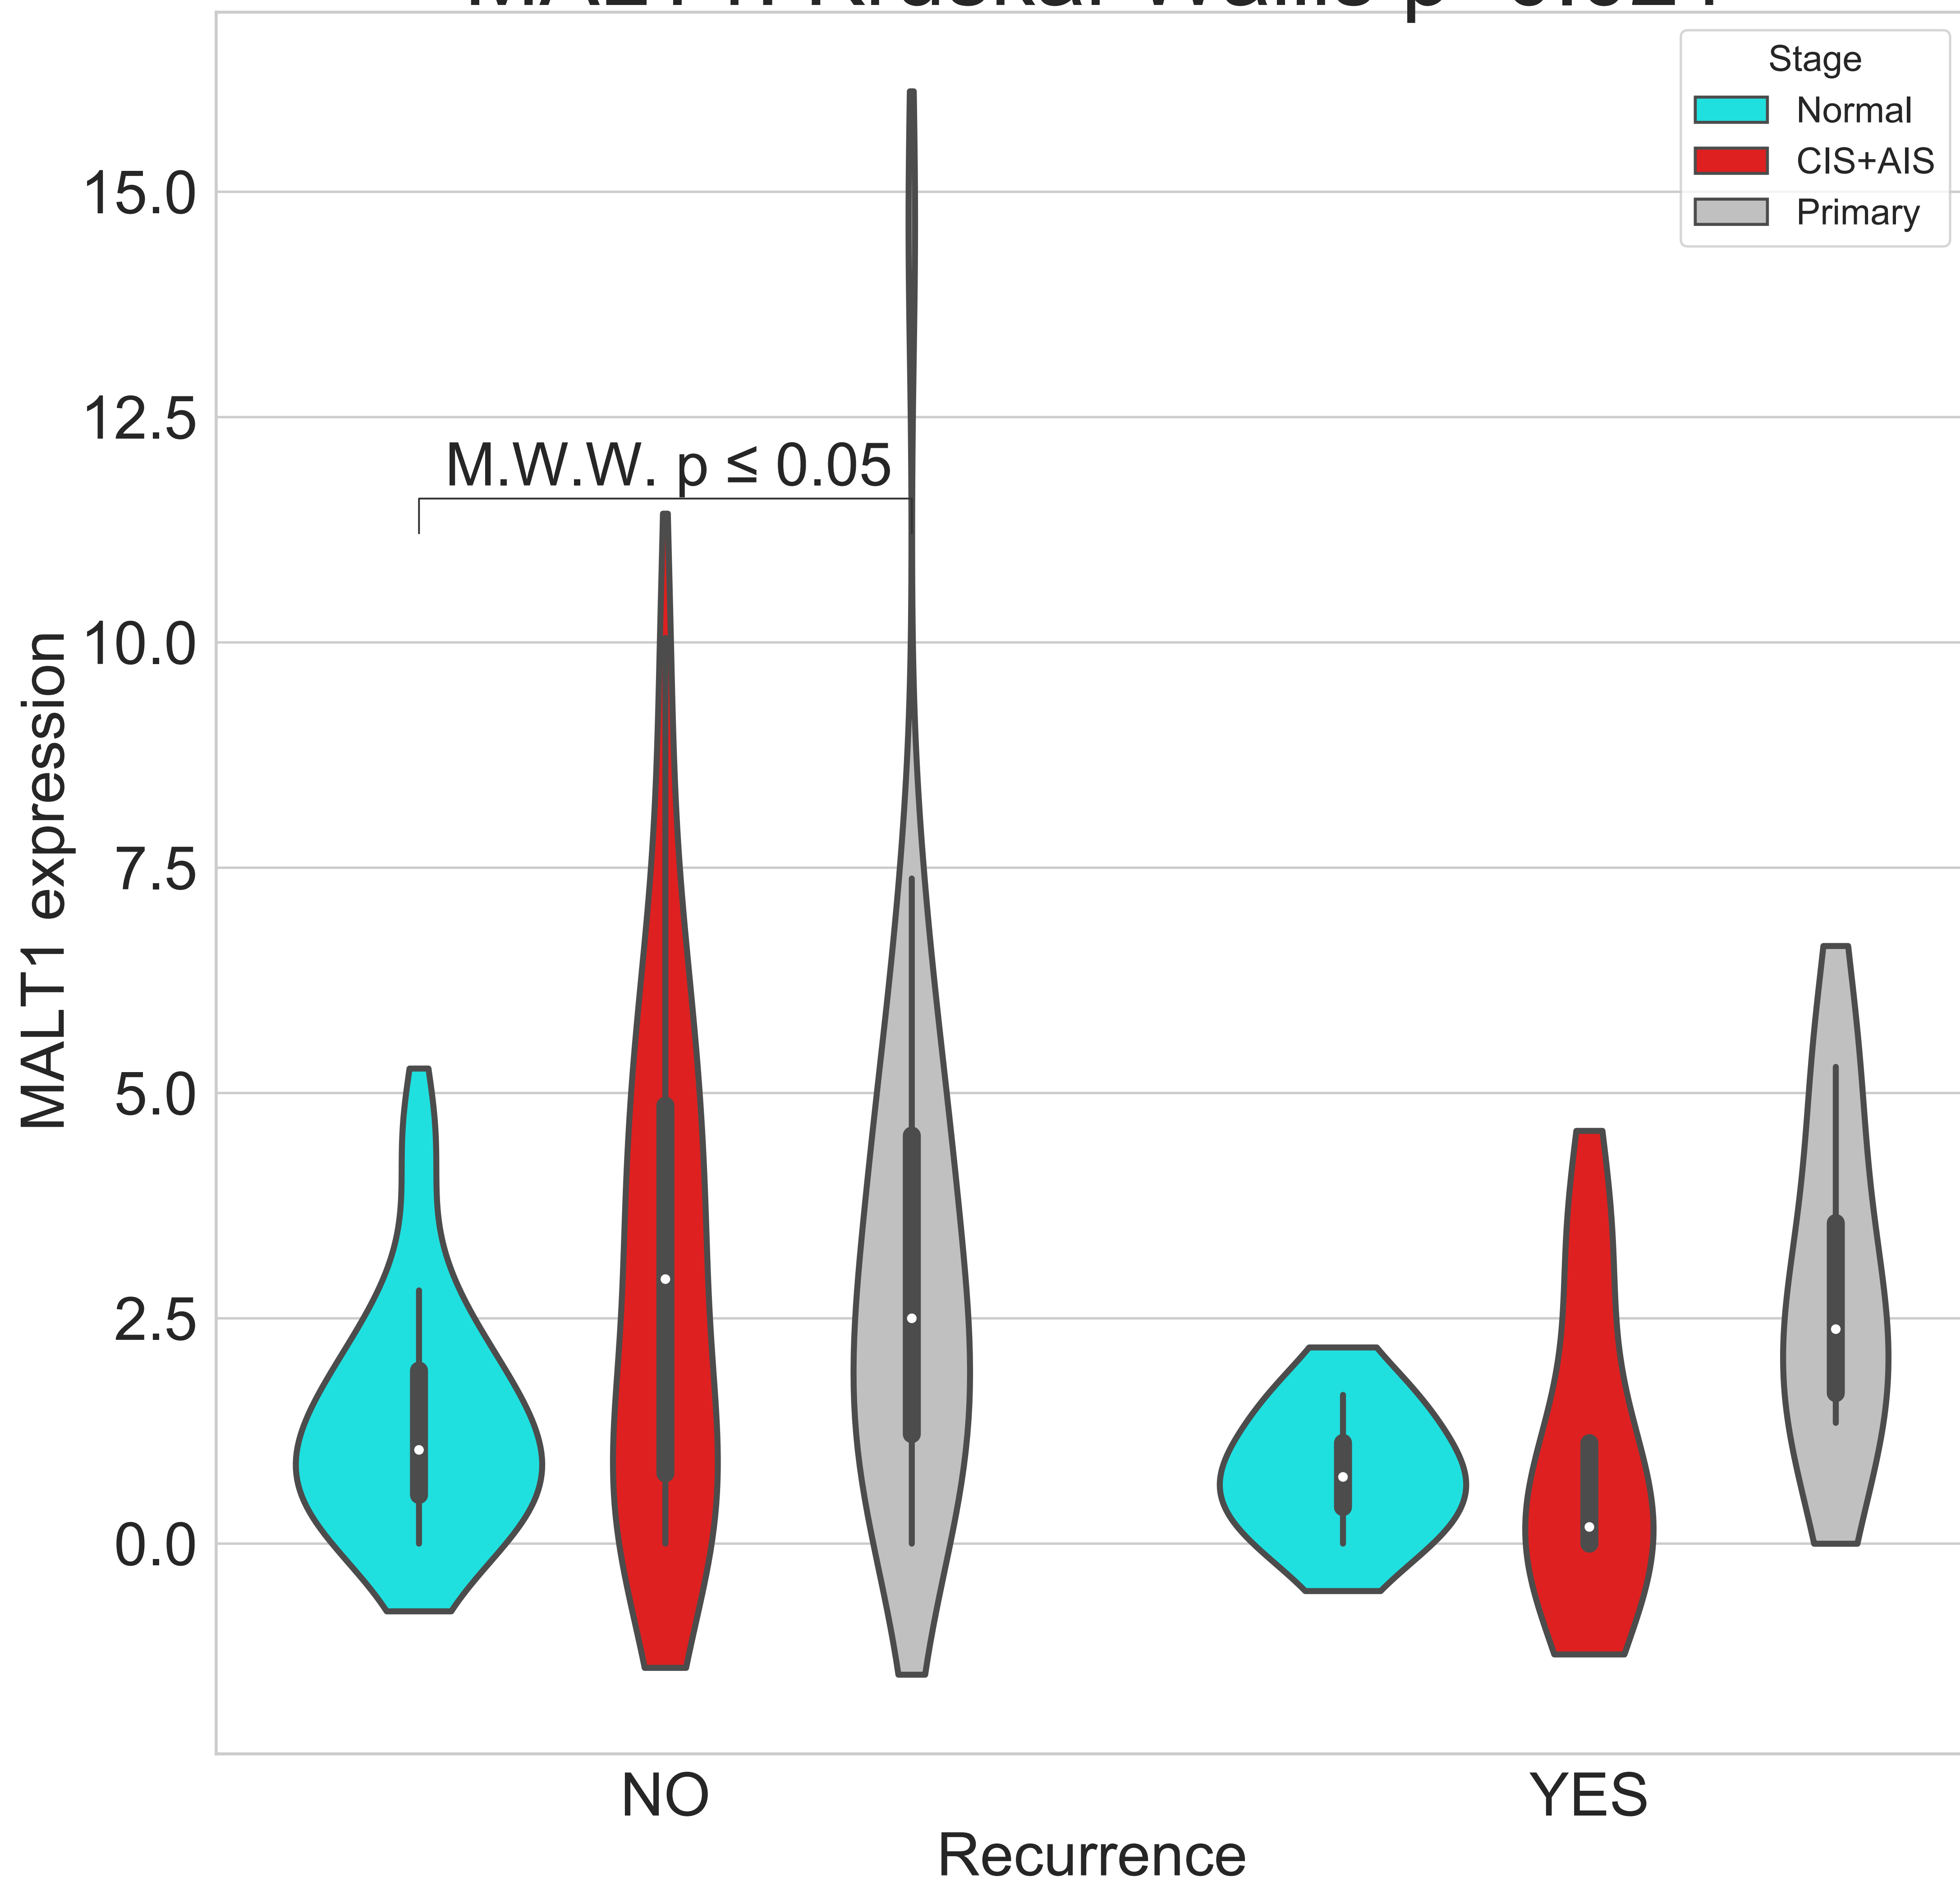 Stage
Normal
CIS+AIS
Primary
15.0
12.5
10.0
7.5
5.0
2.5
0.0
MALT1 expression
M.W.W. p ≤ 0.05
NO
YES
Recurrence